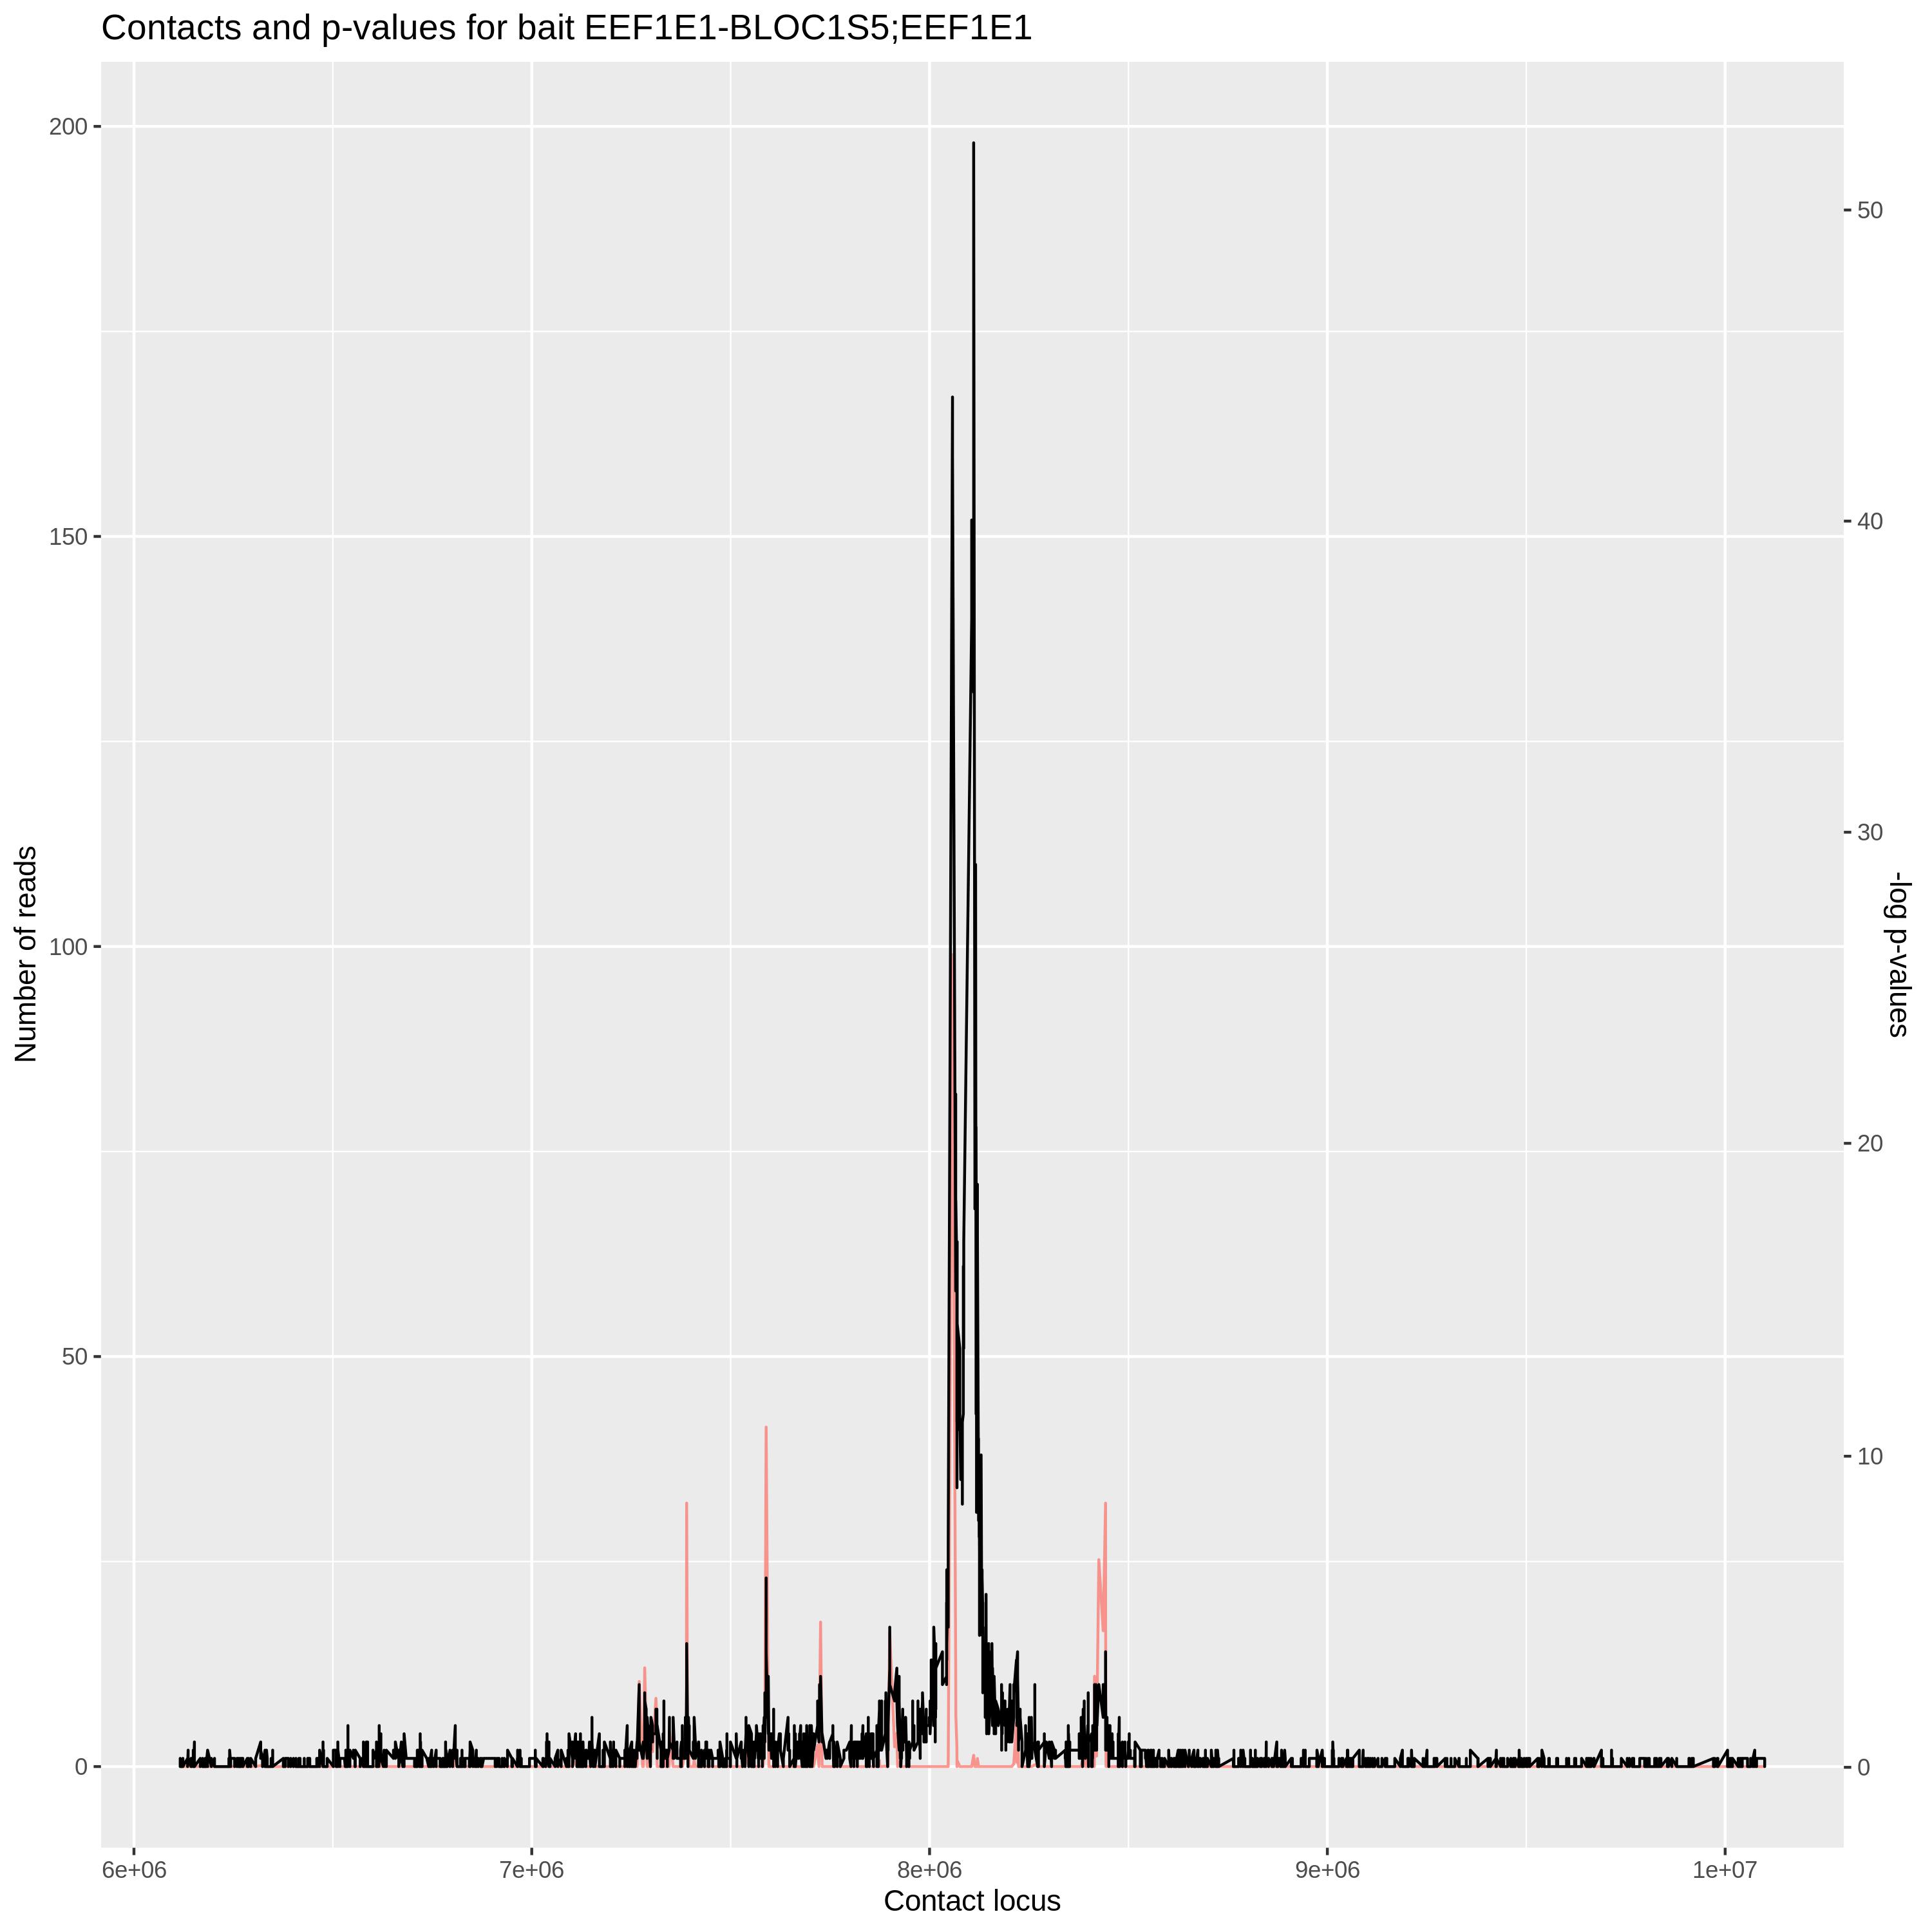 Contacts and p-values for bait EEF1E1-BLOC1S5;EEF1E1
200
150
100
50
0
Number of reads
50
40
30
20
10
0
-log p-values
6e+06
7e+06
8e+06
9e+06
1e+07
Contact locus